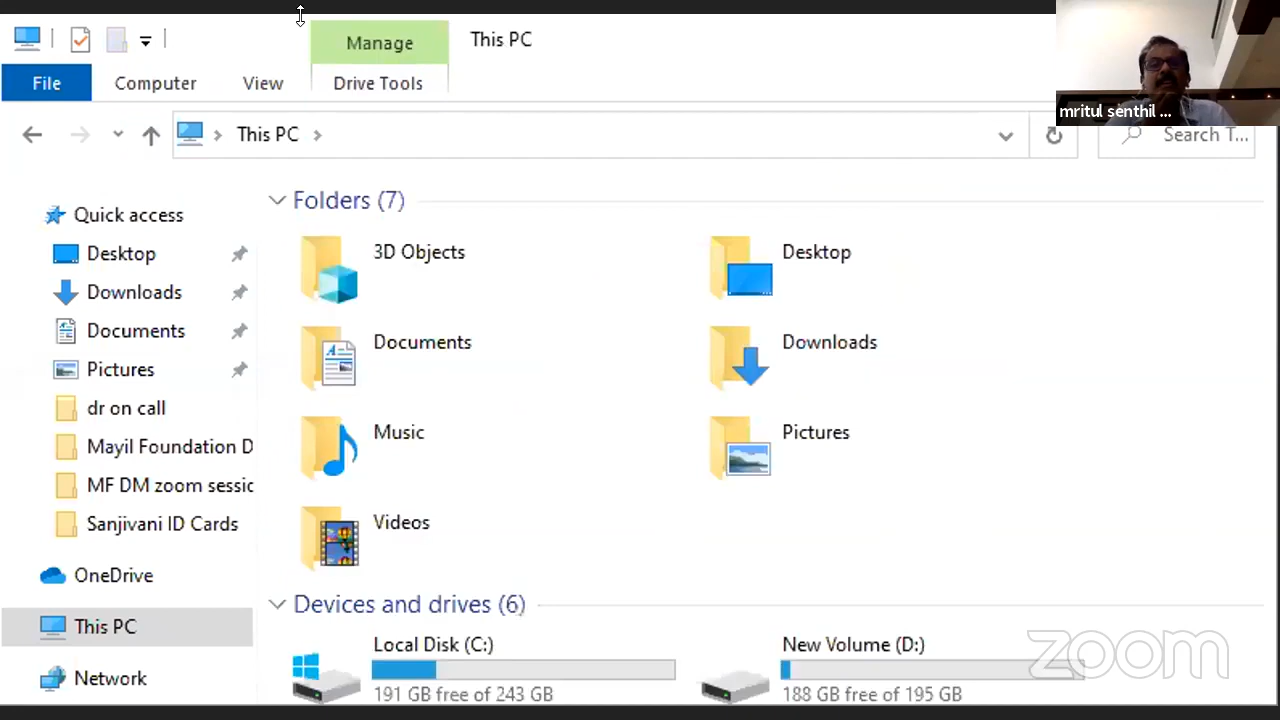 Manage
This PC
File
Computer
View
Drive Tools
mritul senthil ...
This PC
Search T...
Quick access
Desktop
Downloads
Documents
Pictures
dr on call
Mayil Foundation D
MF DM zoom sessic
Sanjivani ID Cards
OneDrive
This PC
Network
Folders (7)
3D Objects
Desktop
Documents
Downloads
Music
Pictures
Videos
Devices and drives (6)
Local Disk (C:)
191 GB free of 243 GB
New Volume (D:)
188 GB free of 195 GB
zoom